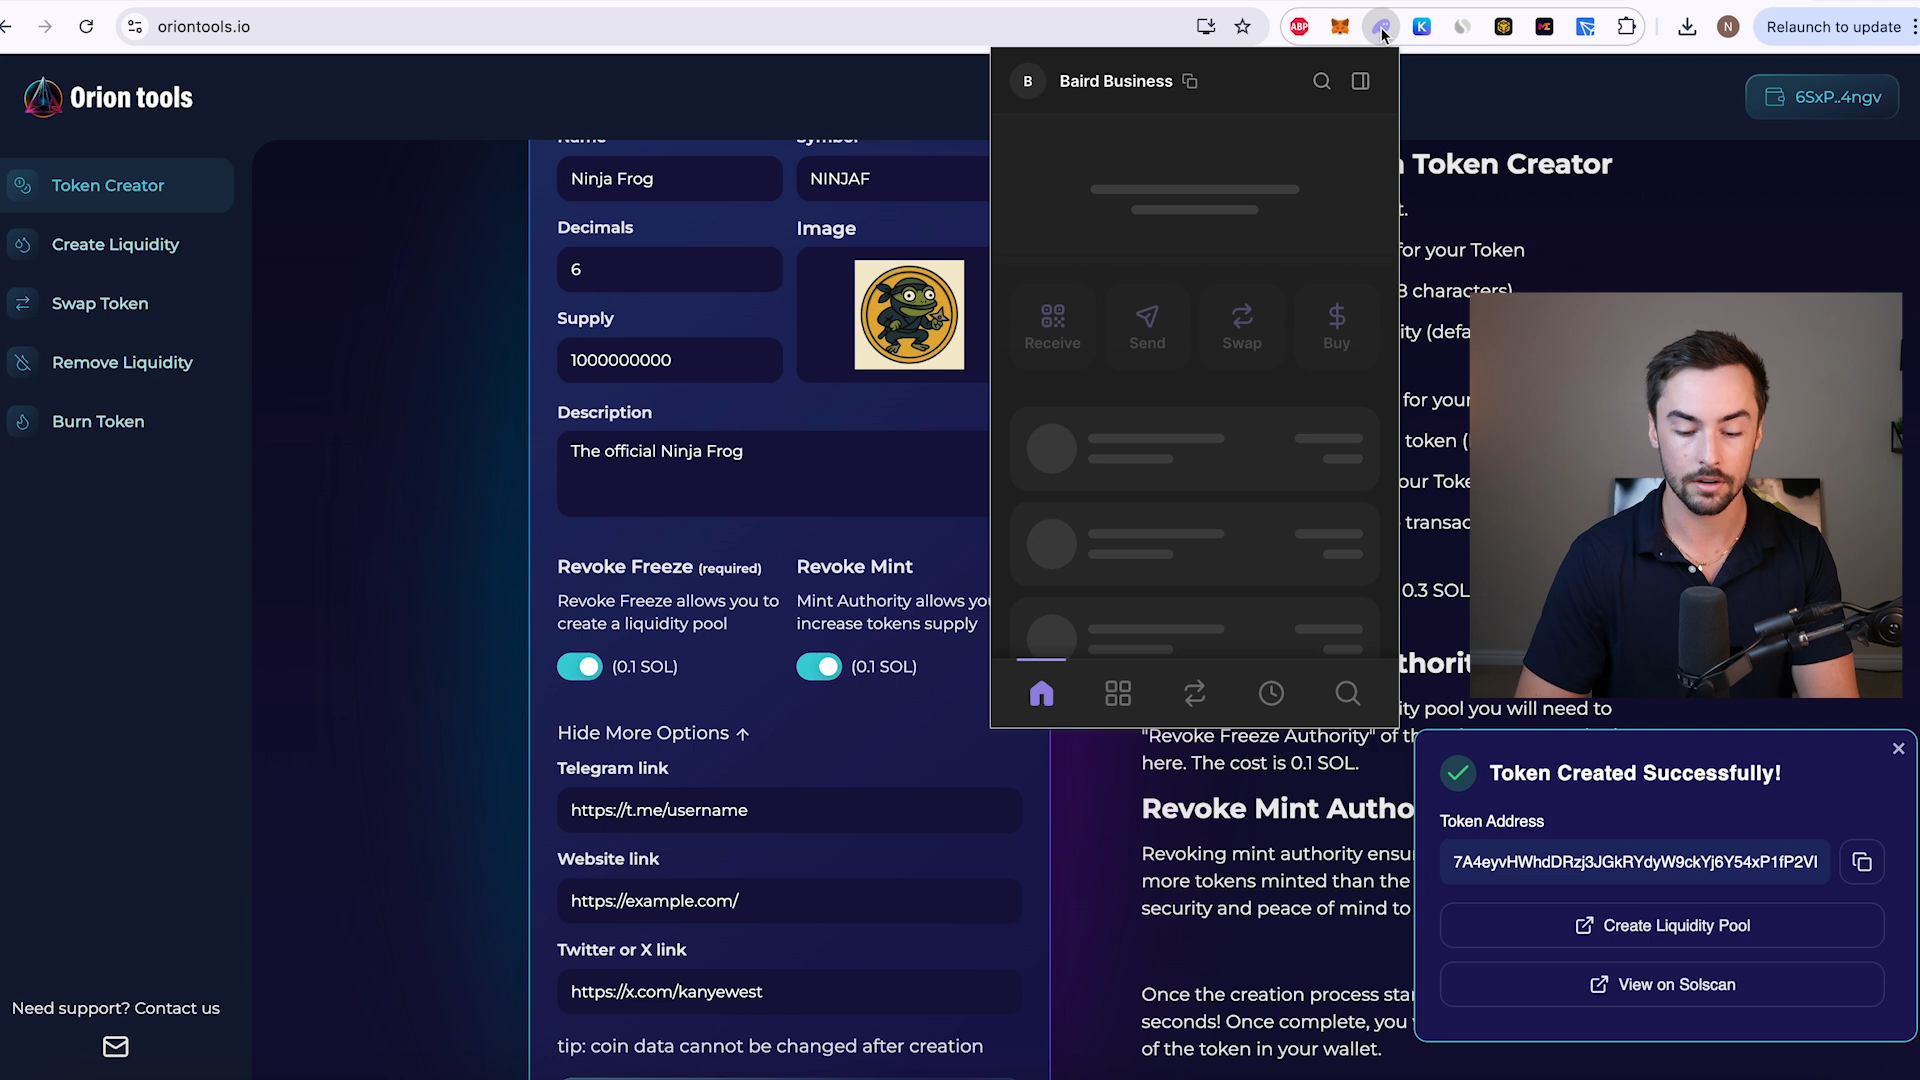 oriontools.io
ABP
K
N
Relaunch to update
Orion tools
B
Baird Business
6SxP..4ngv
Token Creator
Create Liquidity
Swap Token
Remove Liquidity
Burn Token
Need support? Contact us
Name
Symbol
Ninja Frog
NINJAF
Decimals
Image
6
Supply
1000000000
Description
The official Ninja Frog
Revoke Freeze (required)
Revoke Mint
Revoke Freeze allows you to
create a liquidity pool
Mint Authority allows you
increase tokens supply
(0.1 SOL)
(0.1 SOL)
Hide More Options ↑
Telegram link
https://t.me/username
Website link
https://example.com/
Twitter or X link
https://x.com/kanyewest
tip: coin data cannot be changed after creation
Receive
Send
Swap
Buy
Token Creator
for your Token
8 characters)
for your
token (
transac
0.3 SOL
ity pool you will need to
"Revoke Freeze Authority" of th
here. The cost is 0.1 SOL.
Revoke Mint Autho
Revoking mint authority ensu
more tokens minted than the
security and peace of mind to
Once the creation process star
seconds! Once complete, you
of the token in your wallet.
Token Created Successfully!
Token Address
7A4eyvHWhdDRzj3JGkRYdyW9ckYj6Y54xP1fP2VI
Create Liquidity Pool
View on Solscan